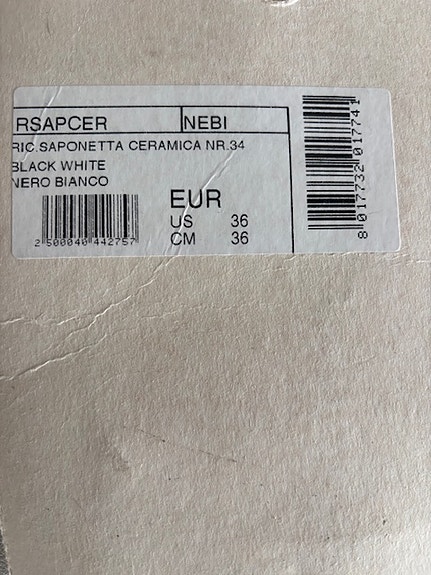 RSAPCER NEBI
RIC.SAPONETTA CERAMICA NR.34
BLACK WHITE
NERO BIANCO
EUR
US 36
CM 36
2 500040 442757
8 017732 017741